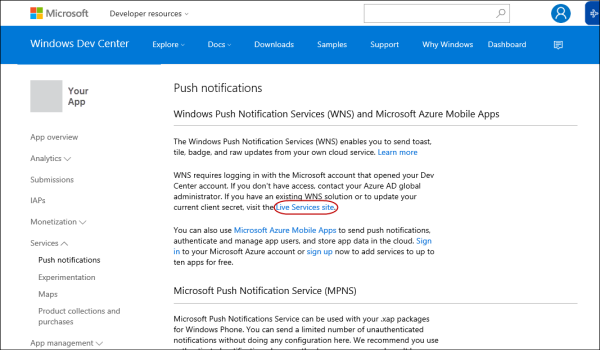 Microsoft Developer resources
Windows Dev Center Explore Docs Downloads Samples Support Why Windows Dashboard
Your
App
App overview
Analytics
Submissions
IAPs
Monetization
Services
Push notifications
Experimentation
Maps
Product collections and
purchases
App management
Push notifications
Windows Push Notification Services (WNS) and Microsoft Azure Mobile Apps
The Windows Push Notification Services (WNS) enables you to send toast,
tile, badge, and raw updates from your own cloud service. Learn more
WNS requires logging in with the Microsoft account that opened your Dev
Center account. If you don't have access, contact your Azure AD global
administrator. If you have an existing WNS solution or to update your
current client secret, visit the Live Services site.
You can also use Microsoft Azure Mobile Apps to send push notifications,
authenticate and manage app users, and store app data in the cloud. Sign
in to your Microsoft Azure account or sign up now to add services to up to
ten apps for free.
Microsoft Push Notification Service (MPNS)
Microsoft Push Notifications Service can be used with your .xap packages
for Windows Phone. You can send a limited number of unauthenticated
notifications without doing any configuration here. We recommend you use